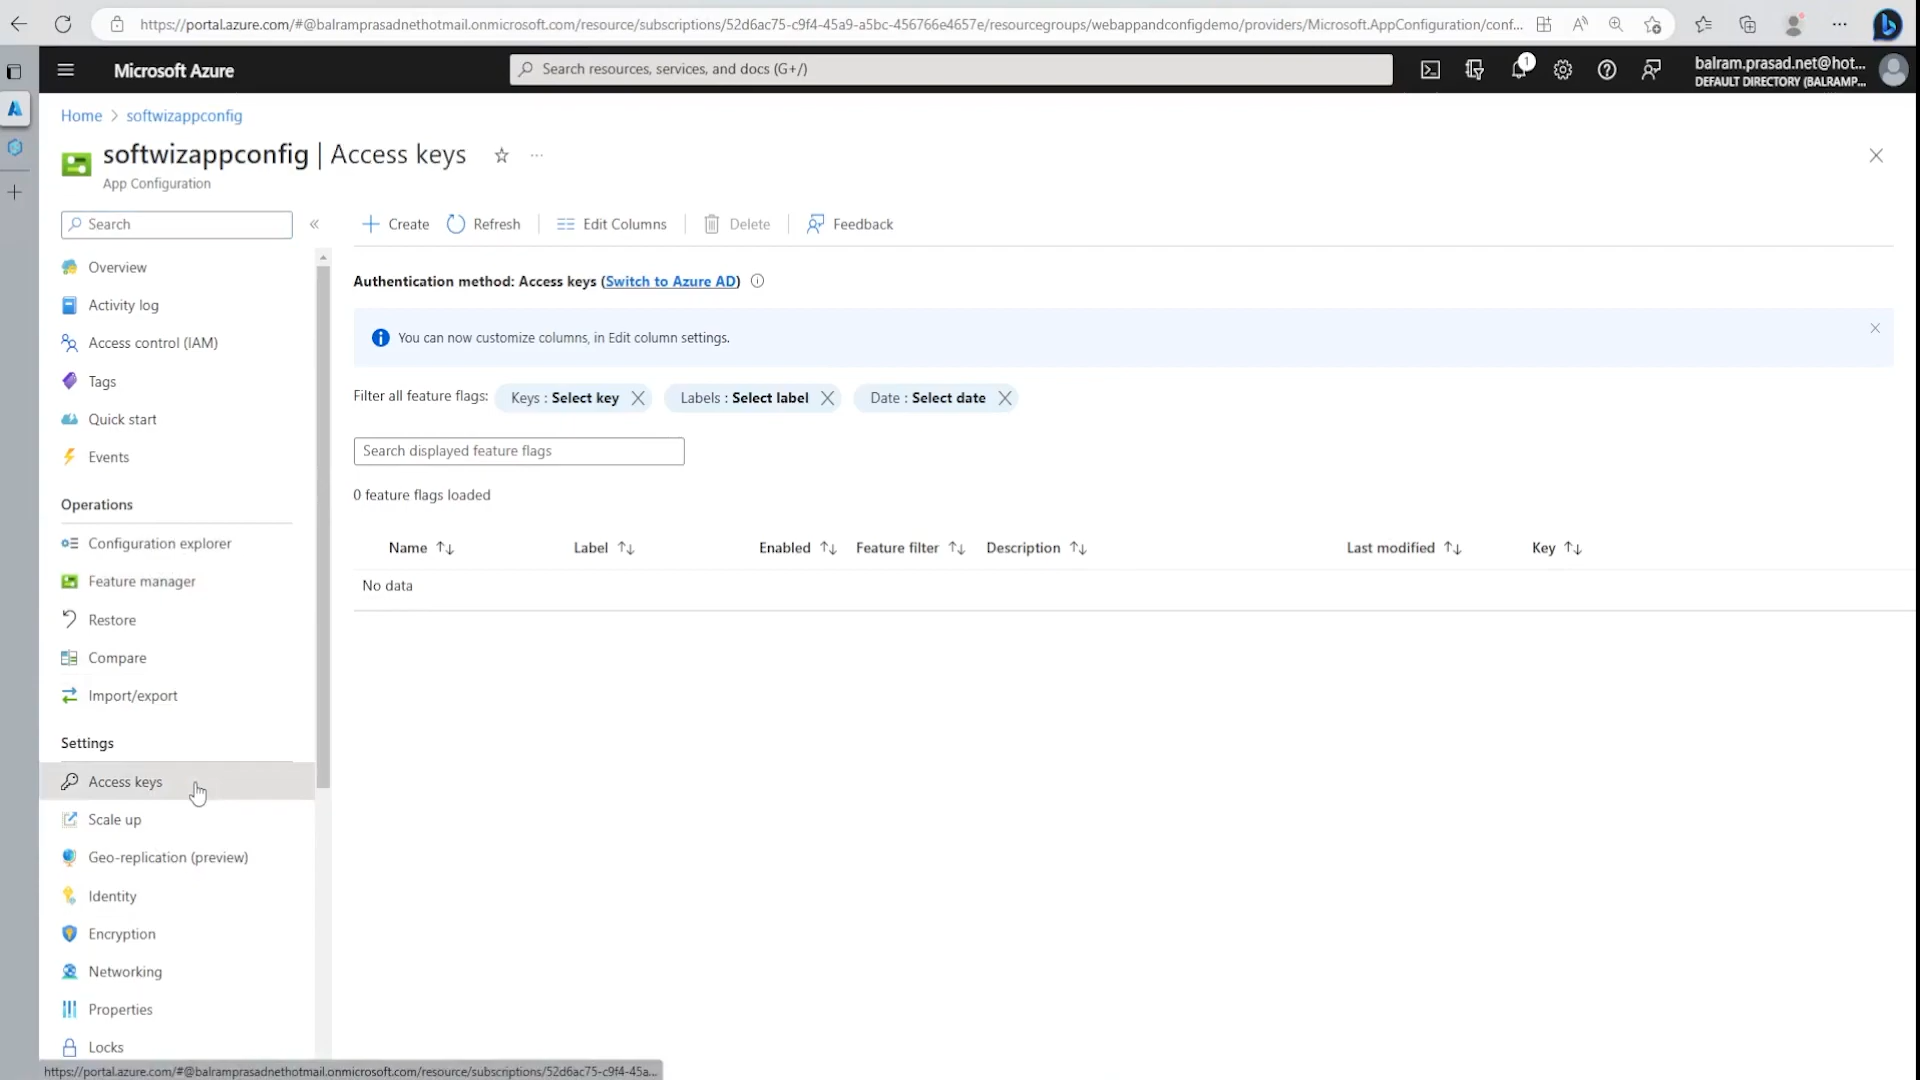 https://portal.azure.com/#@balramprasadnethotmail.onmicrosoft.com/resource/subscriptions/52d6ac75-c9f4-45a9-a5bc-456766e4657e/resourcegroups/webappandconfigdemo/providers/Microsoft.AppConfiguration/conf...
Microsoft Azure
Search resources, services, and docs (G+/)
1
balram.prasad.net@hot...
DEFAULT DIRECTORY (BALRAMP...
Home > softwizappconfig
softwizappconfig | Access keys
App Configuration
Search
Create
Refresh
Edit Columns
Delete
Feedback
Overview
Activity log
Access control (IAM)
Tags
Quick start
Events
Operations
Configuration explorer
Feature manager
Restore
Compare
Import/export
Settings
Access keys
Scale up
Geo-replication (preview)
Identity
Encryption
Networking
Properties
Locks
Authentication method: Access keys (Switch to Azure AD)
You can now customize columns, in Edit column settings.
Filter all feature flags: Keys : Select key Labels : Select label Date : Select date
Search displayed feature flags
0 feature flags loaded
Name Label Enabled Feature filter Description Last modified Key
No data
https://portal.azure.com/#@balramprasadnethotmail.onmicrosoft.com/resource/subscriptions/52d6ac75-c9f4-45a...